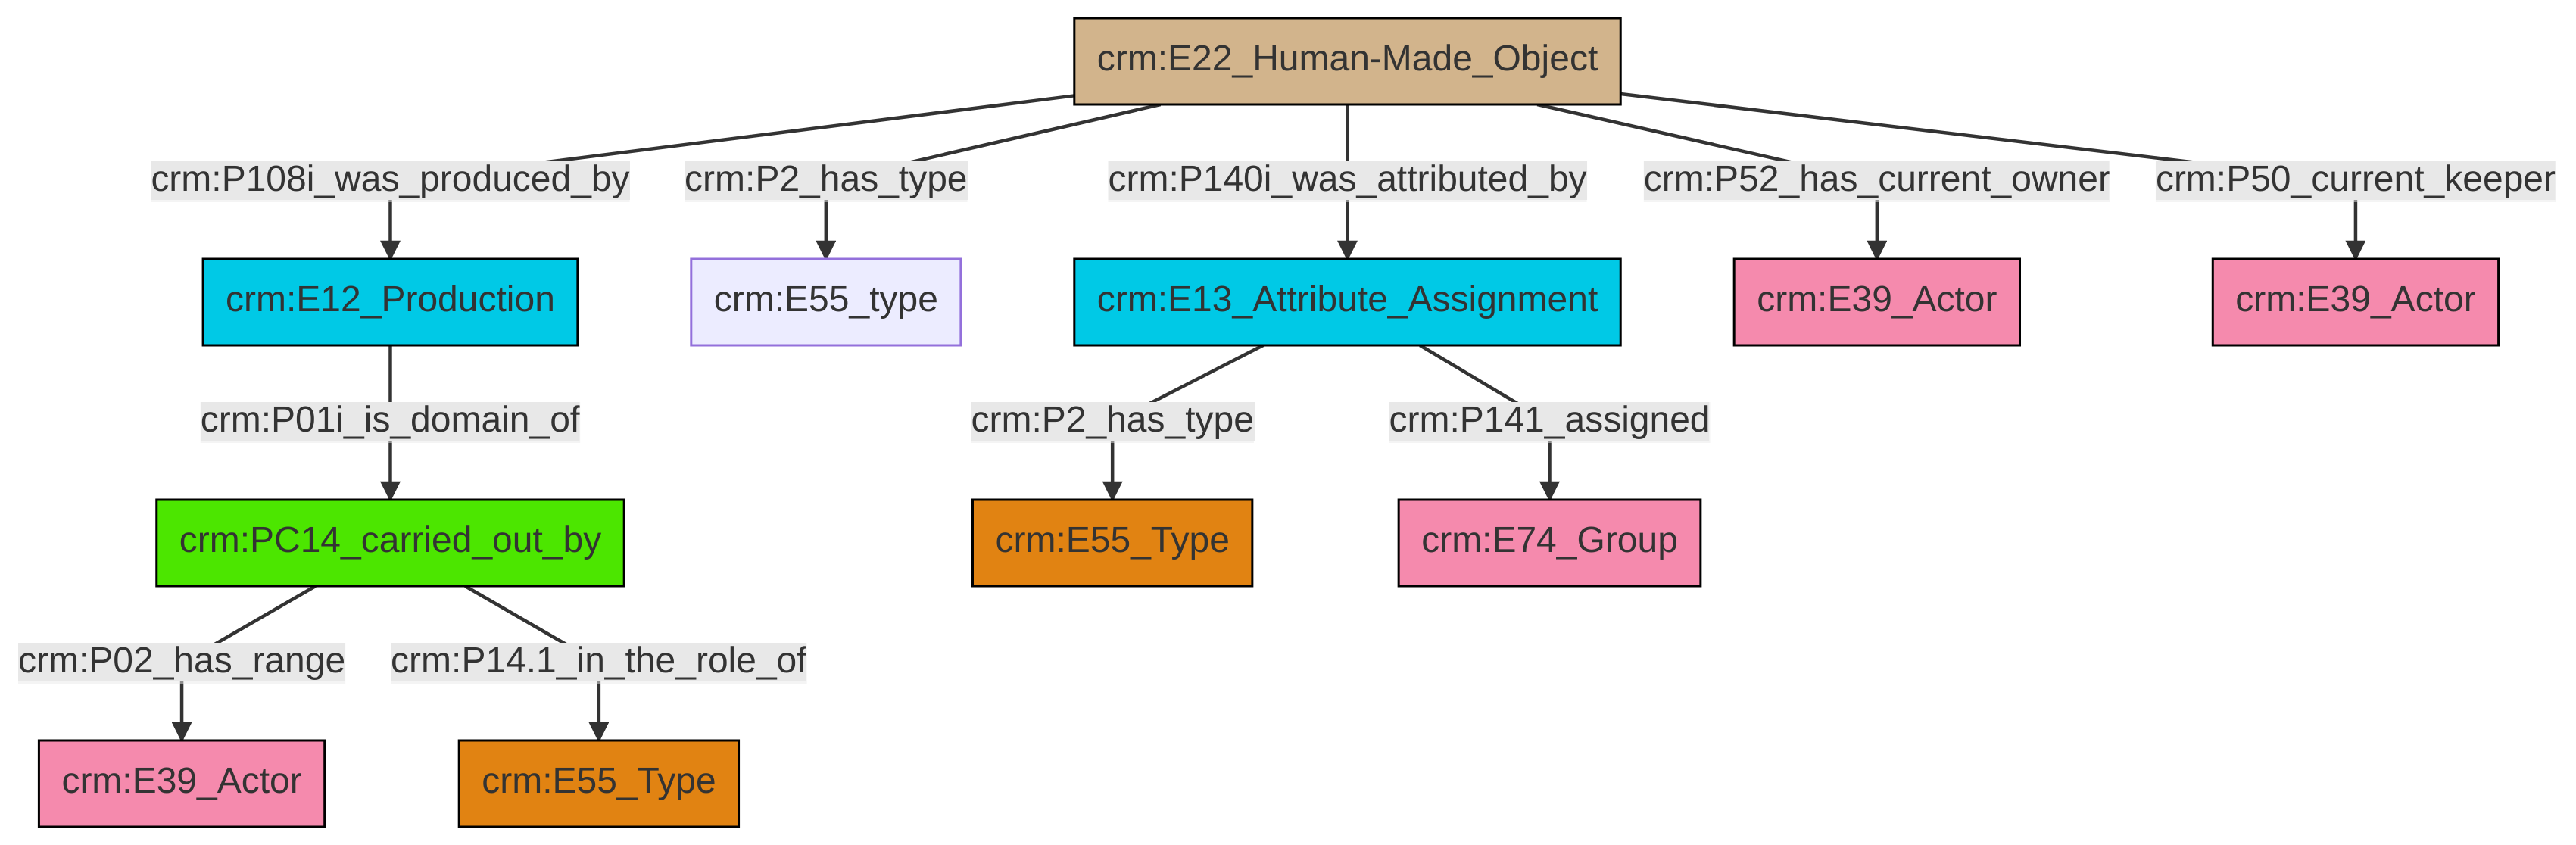 crm:E22_Human-Made_Object
crm:P108i_was_produced_by
crm:P2_has_type
crm:P140i_was_attributed_by
crm:P52_has_current_owner
crm:P50_current_keeper
crm:E12_Production
crm:E55_type
crm:E13_Attribute_Assignment
crm:E39_Actor
crm:E39_Actor
crm:P01i_is_domain_of
crm:P2_has_type
crm:P141_assigned
crm:PC14_carried_out_by
crm:E55_Type
crm:E74_Group
crm:P02_has_range
crm:P14.1_in_the_role_of
crm:E39_Actor
crm:E55_Type